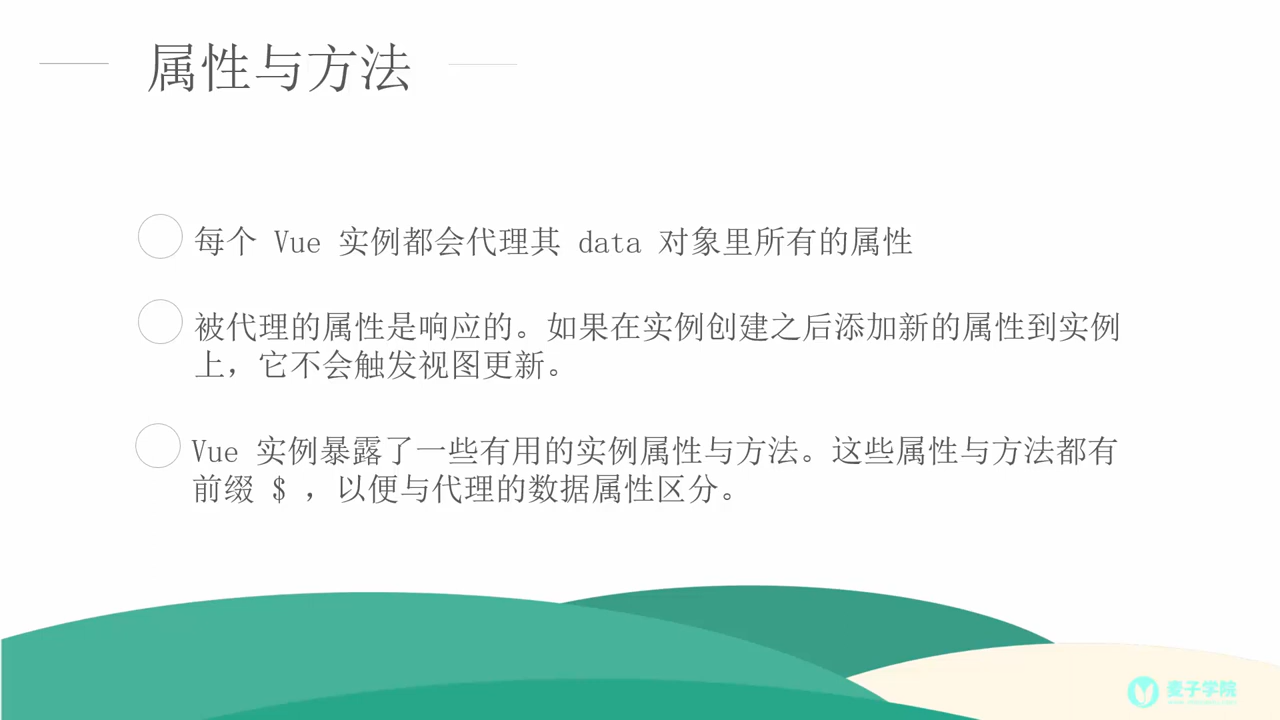 属性与方法
每个 Vue 实例都会代理其 data 对象里所有的属性
被代理的属性是响应的。如果在实例创建之后添加新的属性到实例
上，它不会触发视图更新。
Vue 实例暴露了一些有用的实例属性与方法。这些属性与方法都有
前缀 $ ，以便与代理的数据属性区分。
麦子学院